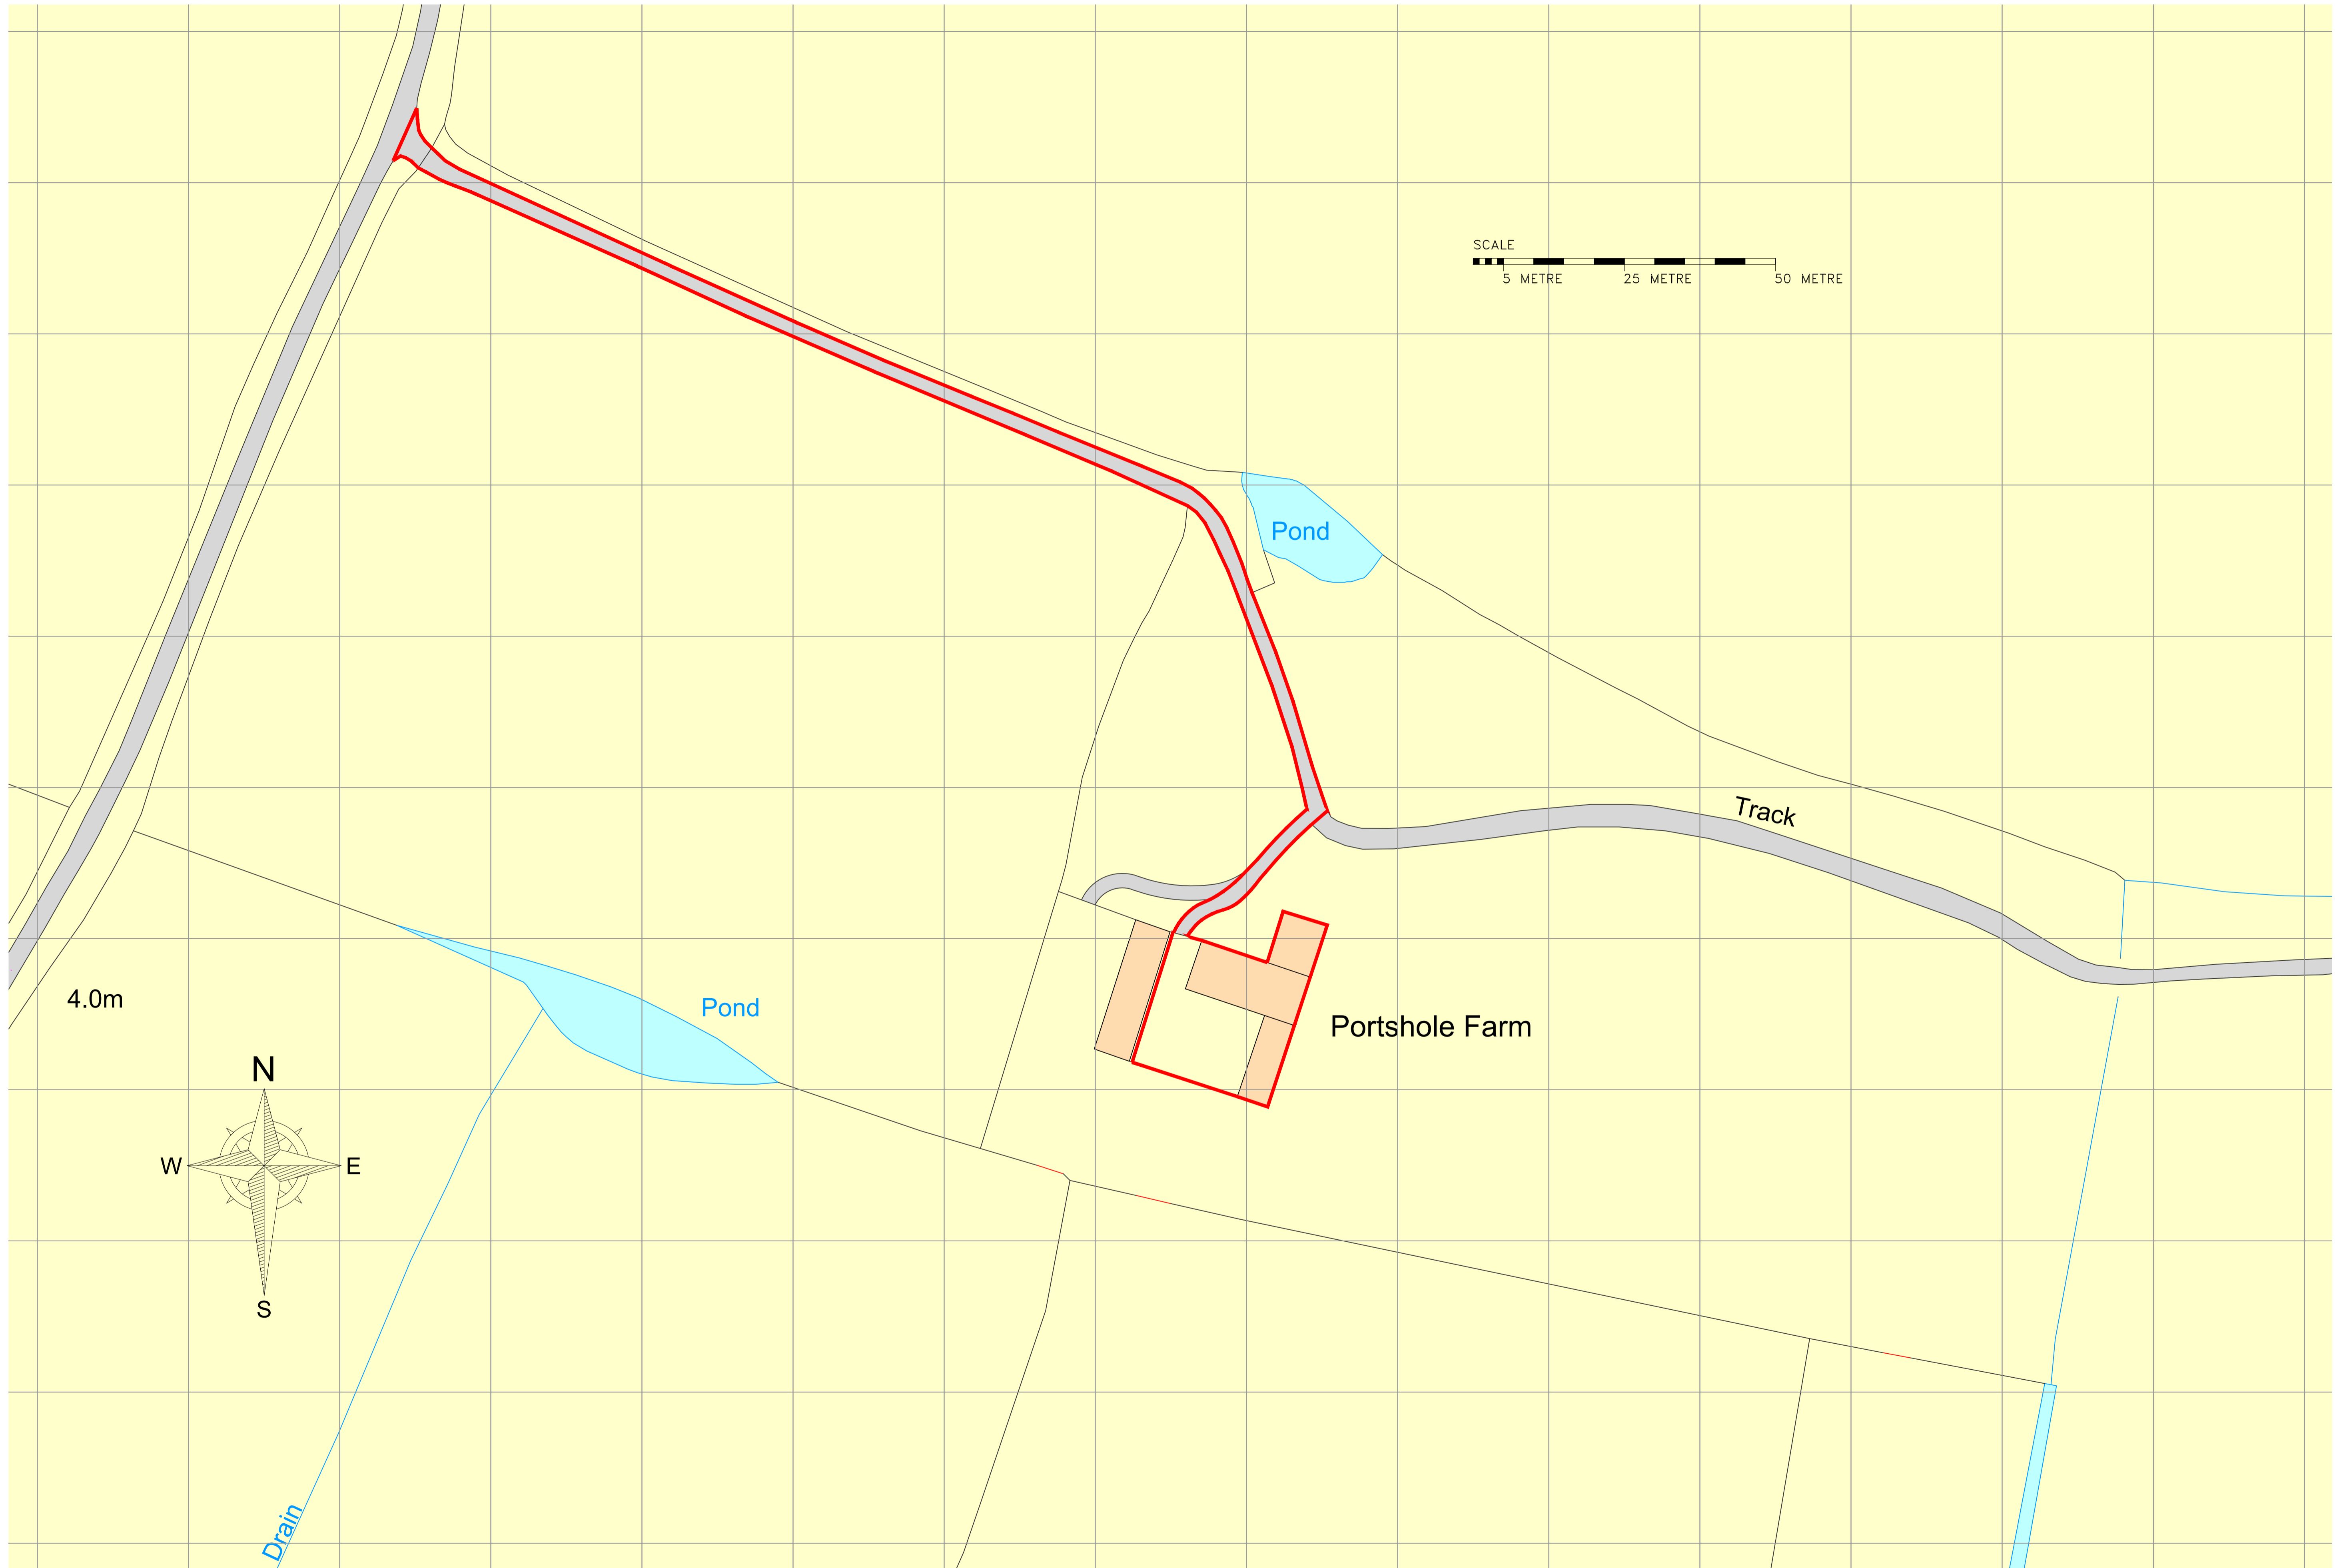 SCALE
5 METRE 25 METRE 50 METRE
Pond
Track
4.0m
Pond
Portshole Farm
N
W E
S
Drain